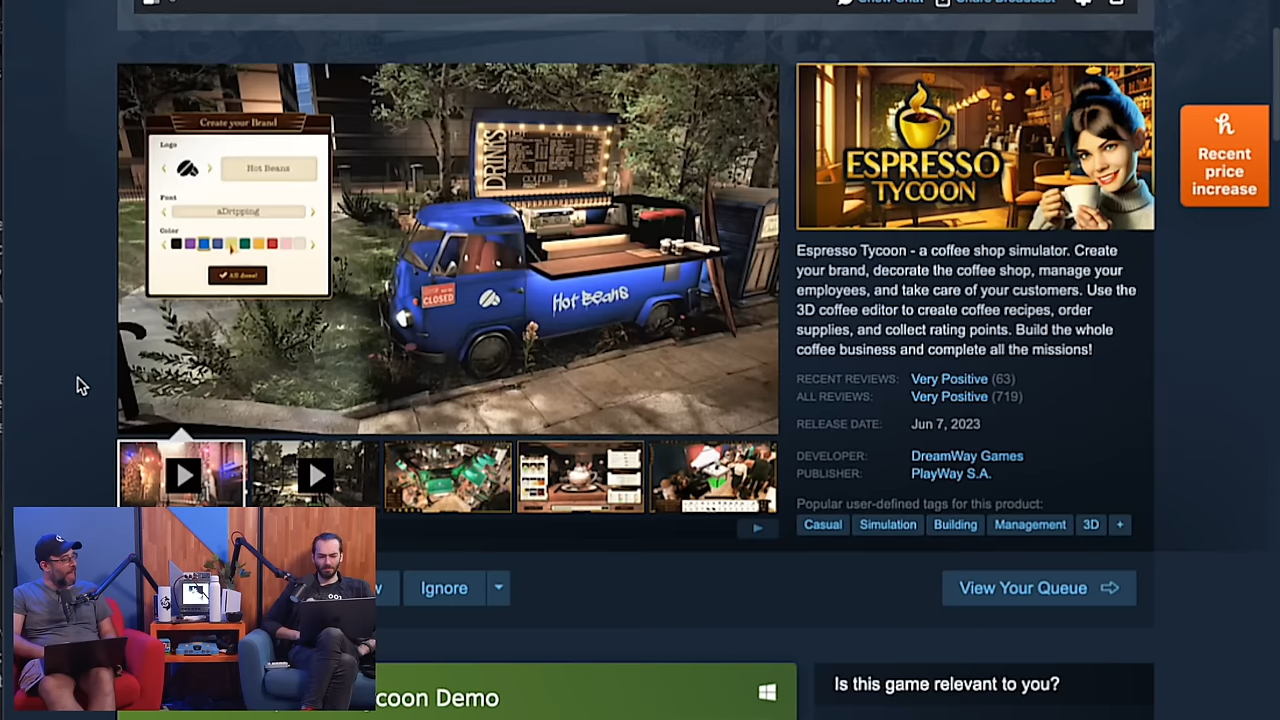 Show Chat
Share Broadcast
Create your Brand
Logo
Hot Beans
Font
aDripping
Color
All done!
DRINKS
CLOSED
Hot Beans
ESPRESSO
TYCOON
Recent
price
increase
Espresso Tycoon - a coffee shop simulator. Create
your brand, decorate the coffee shop, manage your
employees, and take care of your customers. Use the
3D coffee editor to create coffee recipes, order
supplies, and collect rating points. Build the whole
coffee business and complete all the missions!
RECENT REVIEWS: Very Positive (63)
ALL REVIEWS: Very Positive (719)
RELEASE DATE: Jun 7, 2023
DEVELOPER: DreamWay Games
PUBLISHER: PlayWay S.A.
Popular user-defined tags for this product:
Casual Simulation Building Management 3D +
w Ignore
View Your Queue
coon Demo
Is this game relevant to you?